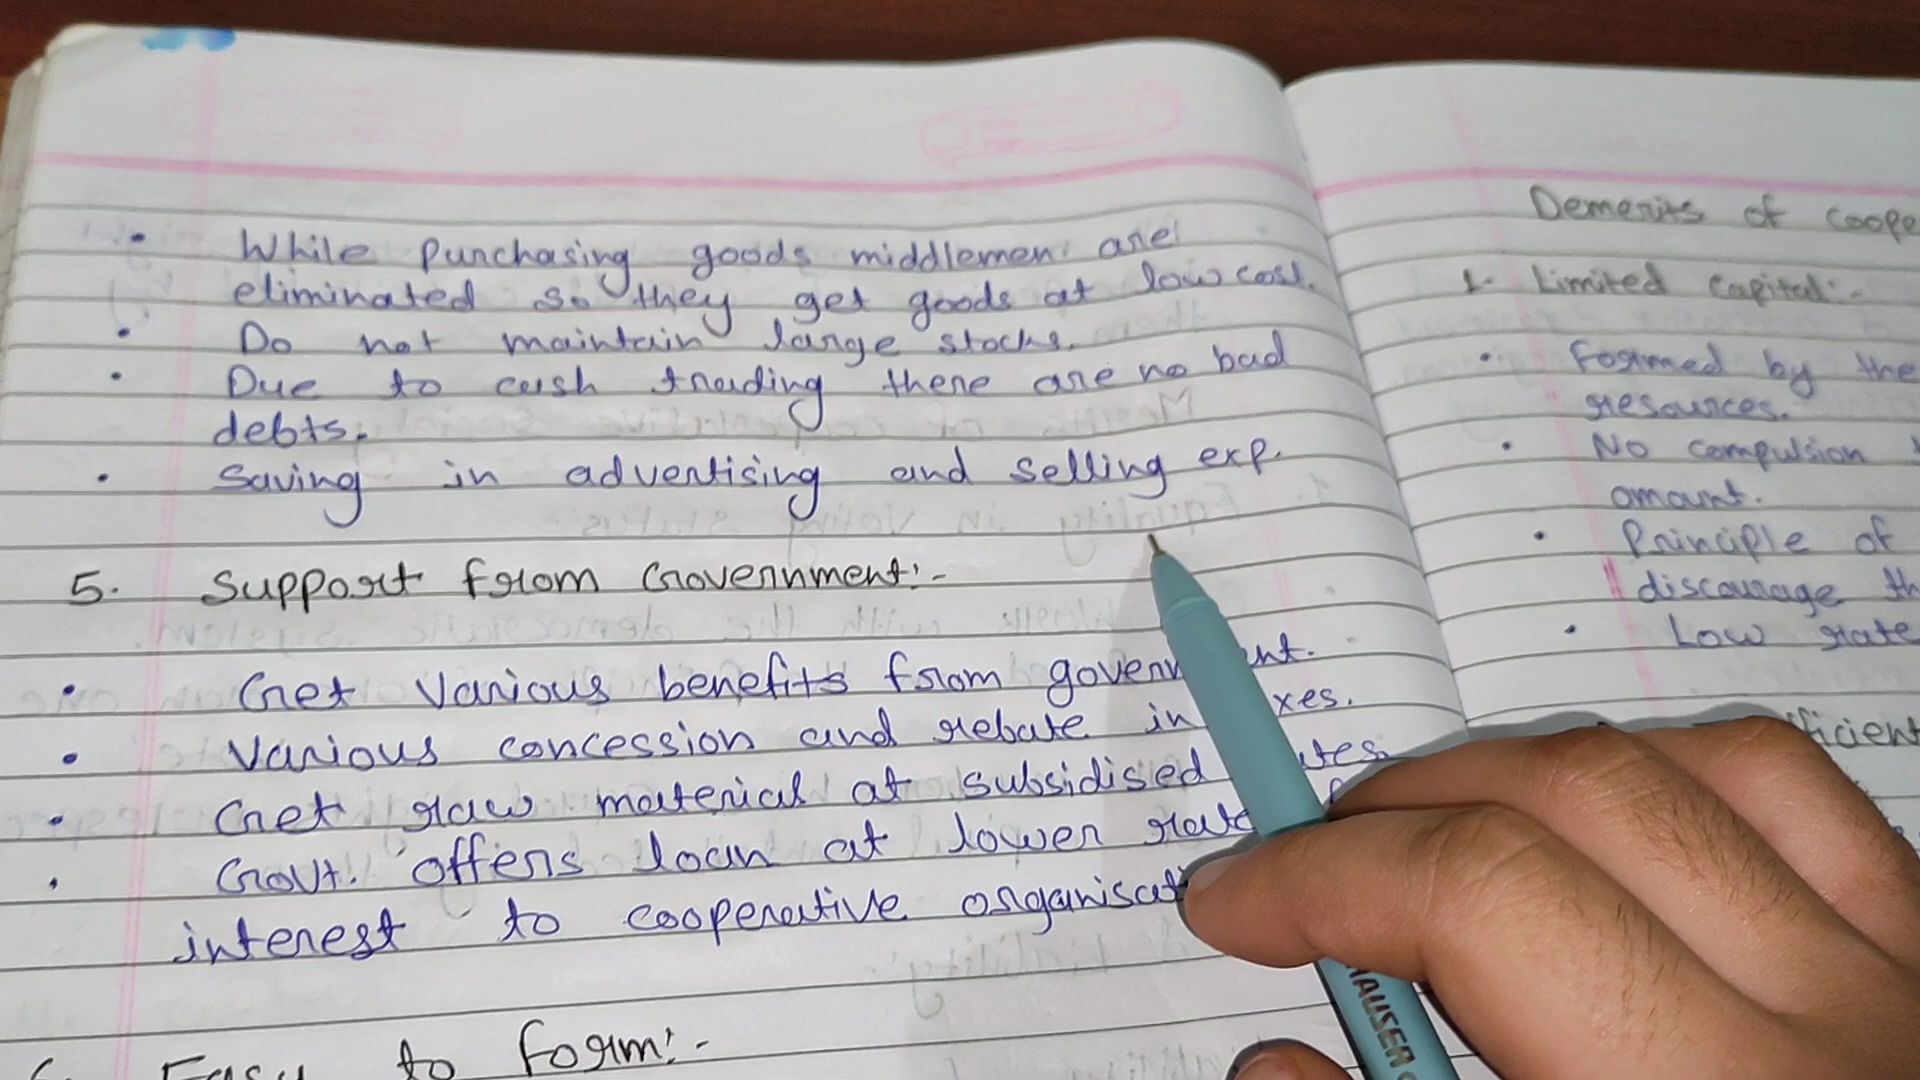 • While purchasing goods middlemen are
eliminated so they get goods at low cost.
• Do not maintain large stocks.
• Due to cash trading there are no bad
debts.
• Saving in advertising and selling exp.
5. Support from Government:-
• Get various benefits from government.
• Various concession and rebate in xes.
• Get raw material at subsidised
• Govt. offers loan at lower rate
interest to cooperative
Easy to form:-
Demerits of
1. Limited Capital:-
• Formed by the
resources.
• No compulsion
amount.
• Principle of
discourage
• Low rate
HAUSER